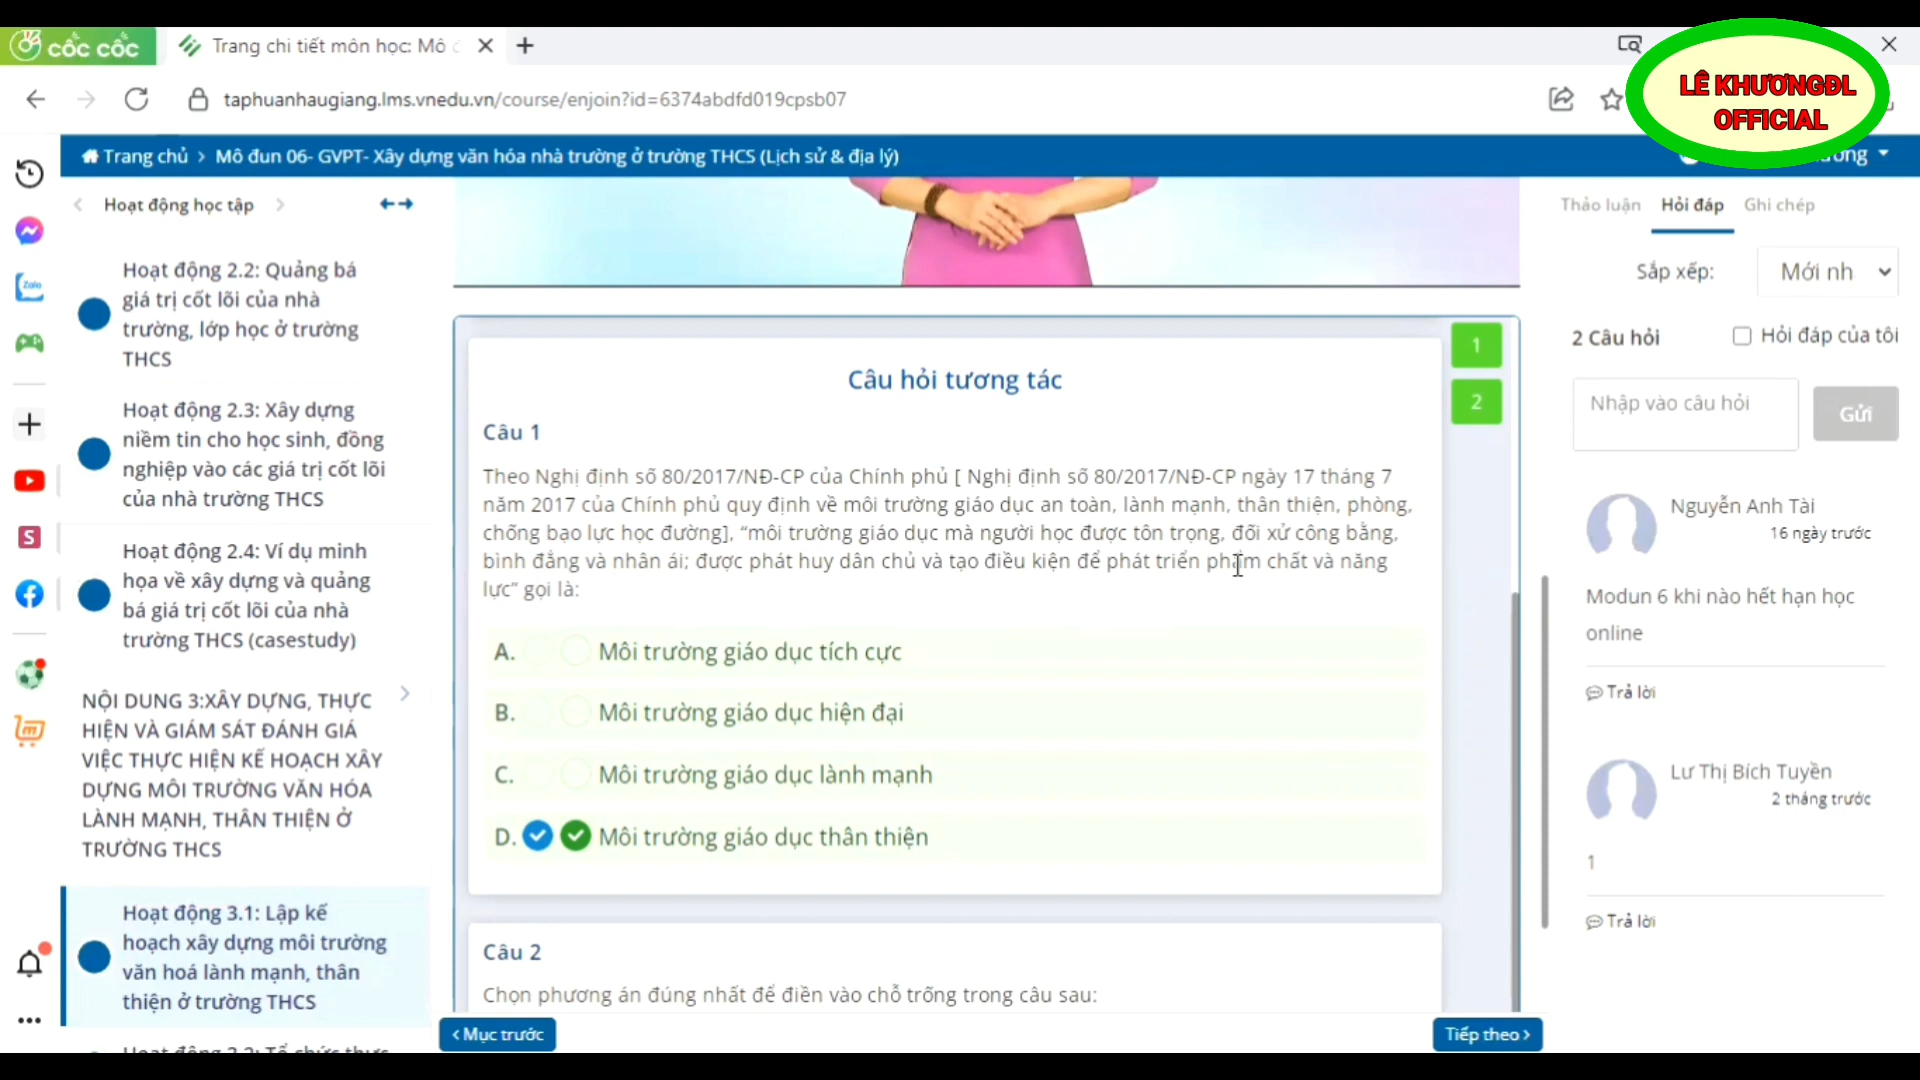 cốc cốc
Trang chi tiết môn học: Mô
taphuanhaugiang.lms.vnedu.vn/course/enjoin?id=6374abdfd019cpsb07
LÊ KHƯƠNGĐL
OFFICIAL
Trang chủ > Mô đun 06- GVPT- Xây dựng văn hóa nhà trường ở trường THCS (Lịch sử & địa lý)
Hoạt động học tập
Hoạt động 2.2: Quảng bá
giá trị cốt lõi của nhà
trường, lớp học ở trường
THCS
Hoạt động 2.3: Xây dựng
niềm tin cho học sinh, đồng
nghiệp vào các giá trị cốt lõi
của nhà trường THCS
Hoạt động 2.4: Ví dụ minh
họa về xây dựng và quảng
bá giá trị cốt lõi của nhà
trường THCS (casestudy)
NỘI DUNG 3:XÂY DỰNG, THỰC
HIỆN VÀ GIÁM SÁT ĐÁNH GIÁ
VIỆC THỰC HIỆN KẾ HOẠCH XÂY
DỰNG MÔI TRƯỜNG VĂN HÓA
LÀNH MẠNH, THÂN THIỆN Ở
TRƯỜNG THCS
Hoạt động 3.1: Lập kế
hoạch xây dựng môi trường
văn hoá lành mạnh, thân
thiện ở trường THCS
Zalo
S
Câu hỏi tương tác
1
2
Câu 1
Theo Nghị định số 80/2017/NĐ-CP của Chính phủ [ Nghị định số 80/2017/NĐ-CP ngày 17 tháng 7
năm 2017 của Chính phủ quy định về môi trường giáo dục an toàn, lành mạnh, thân thiện, phòng,
chống bạo lực học đường], “môi trường giáo dục mà người học được tôn trọng, đối xử công bằng,
bình đẳng và nhân ái; được phát huy dân chủ và tạo điều kiện để phát triển phẩm chất và năng
lực” gọi là:
A. Môi trường giáo dục tích cực
B. Môi trường giáo dục hiện đại
C. Môi trường giáo dục lành mạnh
D. Môi trường giáo dục thân thiện
Câu 2
Chọn phương án đúng nhất để điền vào chỗ trống trong câu sau:
Mục trước
Tiếp theo
Thảo luận Hỏi đáp Ghi chép
Sắp xếp: Mới nh
2 Câu hỏi Hỏi đáp của tôi
Nhập vào câu hỏi Gửi
Nguyễn Anh Tài
16 ngày trước
Modun 6 khi nào hết hạn học
online
Trả lời
Lư Thị Bích Tuyền
2 tháng trước
1
Trả lời